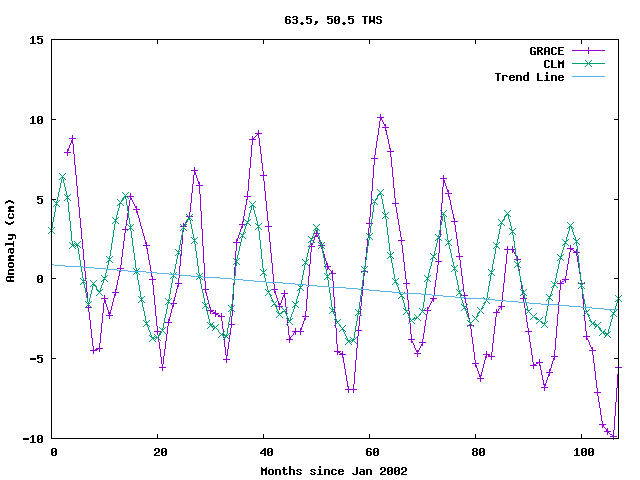 63.5, 50.5 TWS
GRACE
CLM
Trend Line
Anomaly (cm)
15
10
5
0
-5
-10
0 20 40 60 80 100
Months since Jan 2002